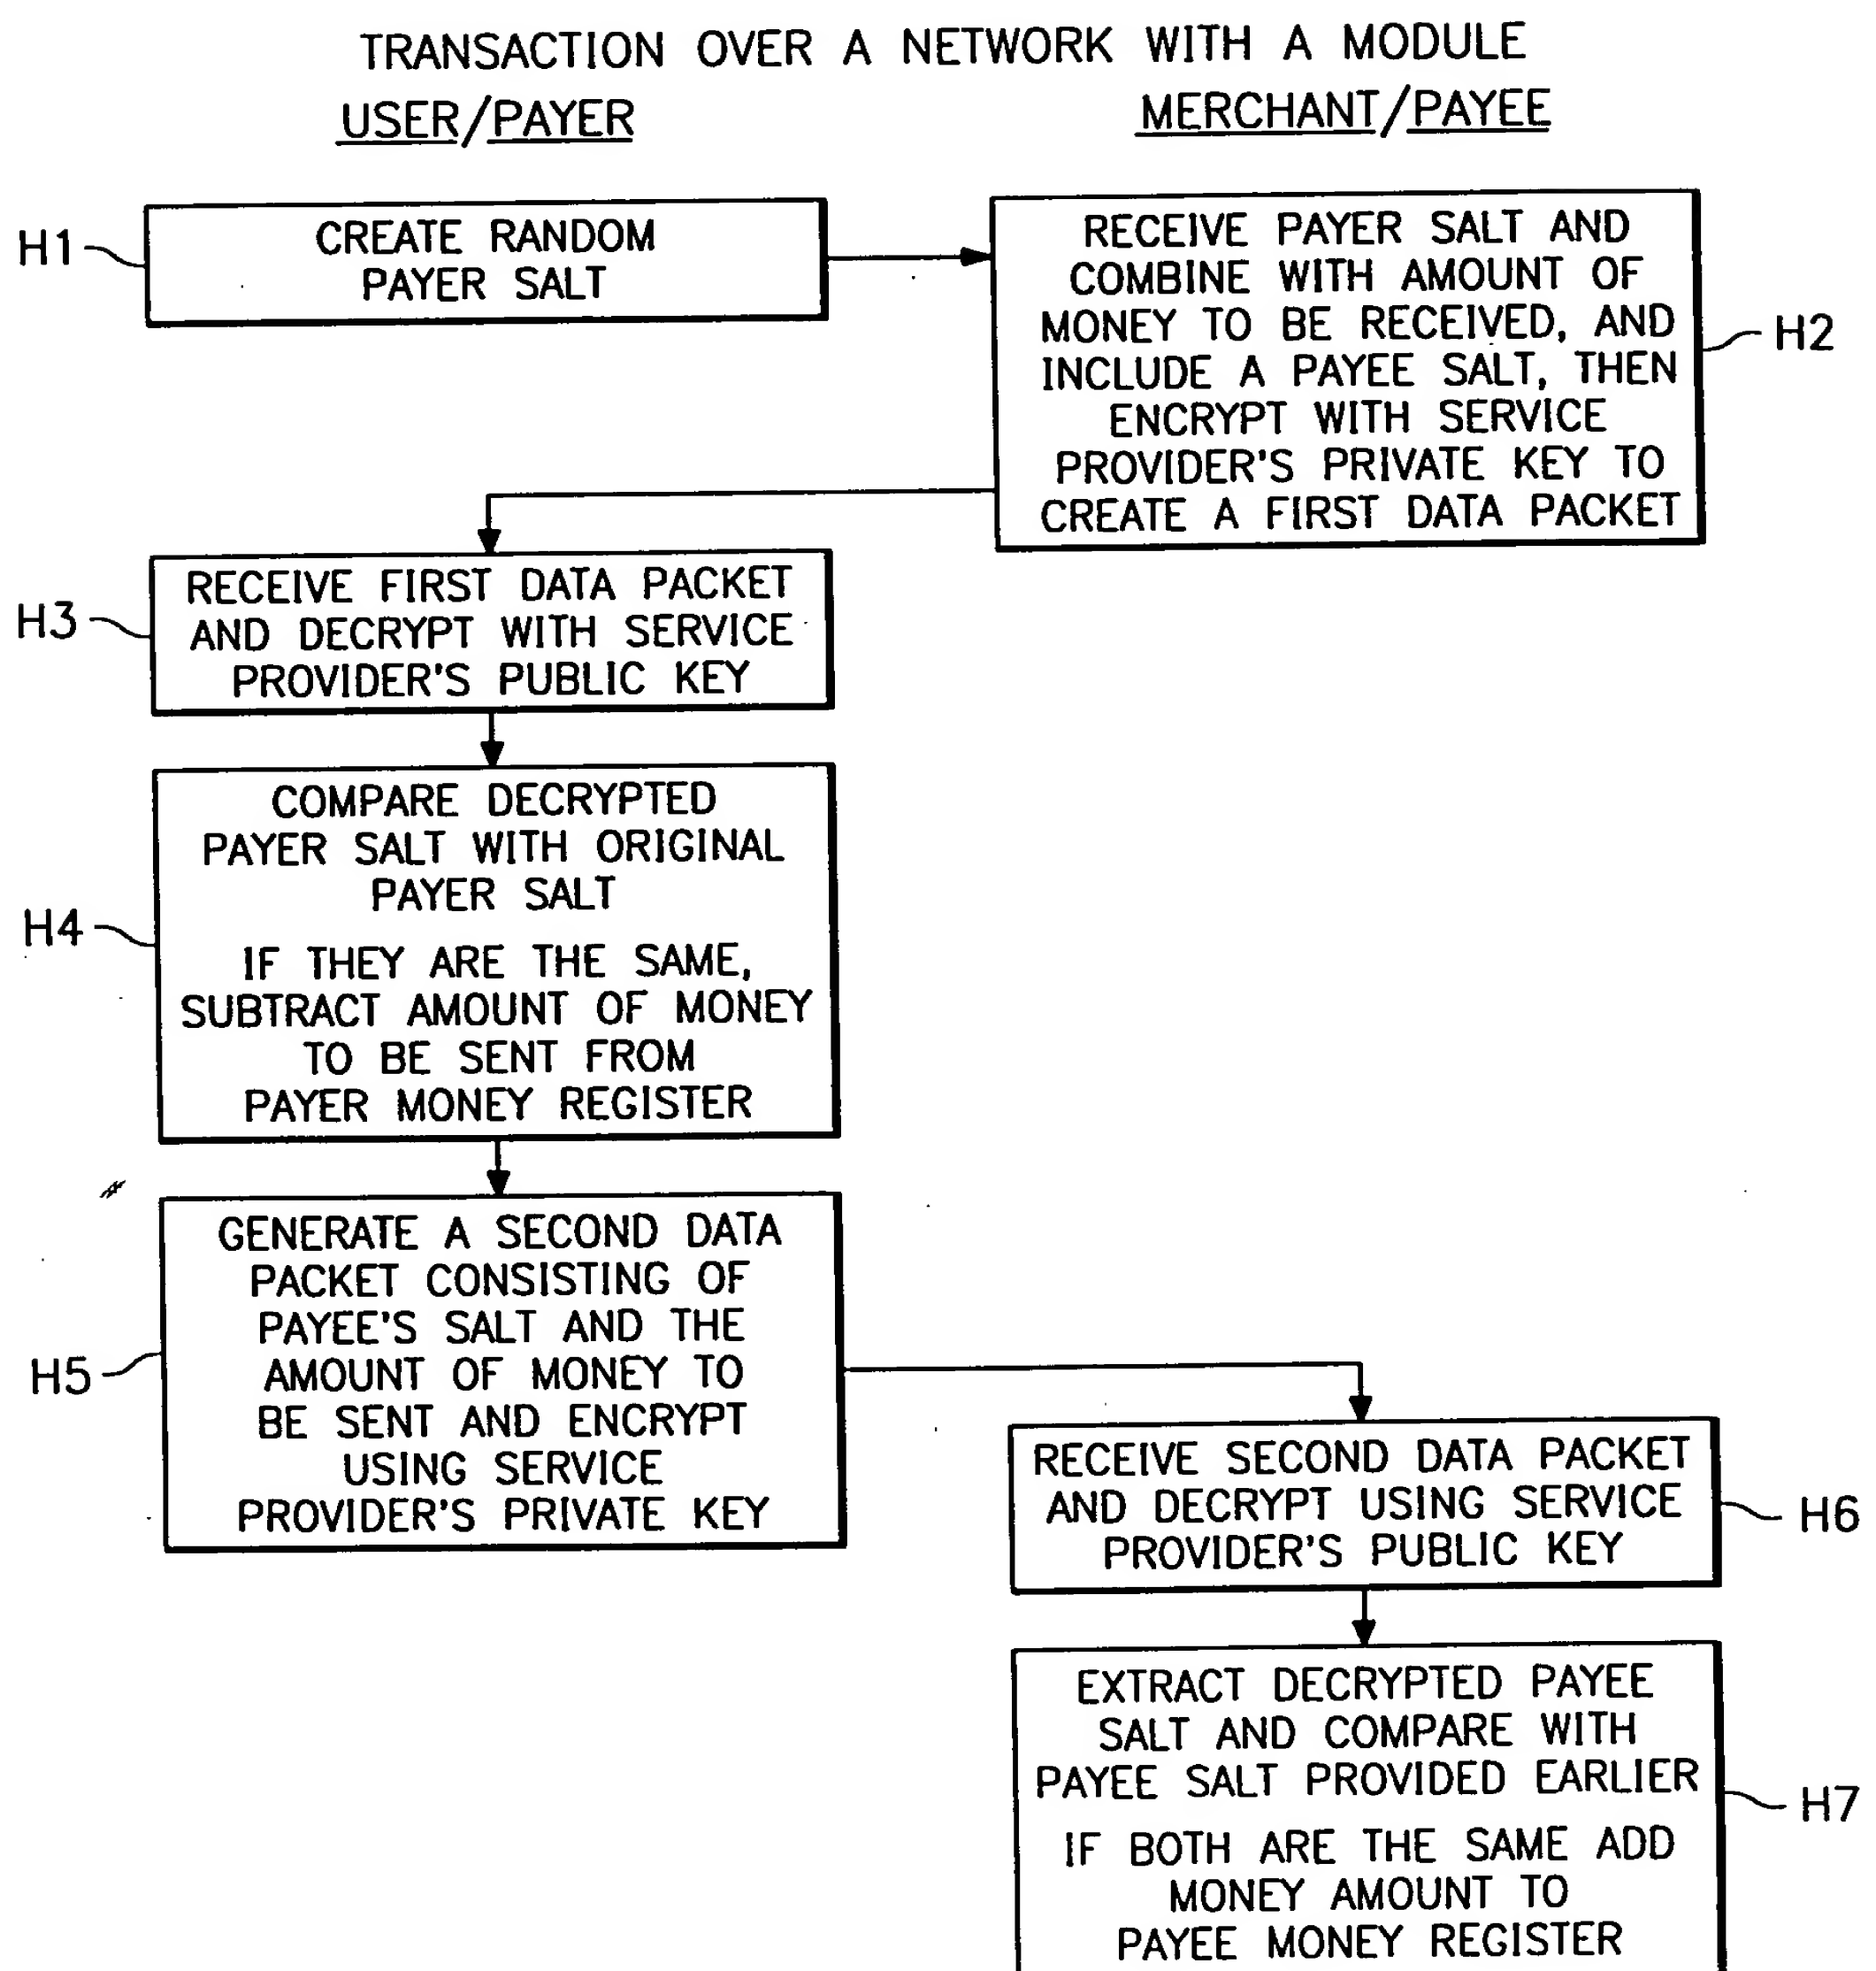 TRANSACTION OVER A NETWORK WITH A MODULE
USER/PAYER
MERCHANT/PAYEE
H1
CREATE RANDOM
PAYER SALT
RECEIVE PAYER SALT AND
COMBINE WITH AMOUNT OF
MONEY TO BE RECEIVED, AND
INCLUDE A PAYEE SALT, THEN
ENCRYPT WITH SERVICE
PROVIDER'S PRIVATE KEY TO
CREATE A FIRST DATA PACKET
H2
H3
RECEIVE FIRST DATA PACKET
AND DECRYPT WITH SERVICE
PROVIDER'S PUBLIC KEY
H4
COMPARE DECRYPTED
PAYER SALT WITH ORIGINAL
PAYER SALT
IF THEY ARE THE SAME,
SUBTRACT AMOUNT OF MONEY
TO BE SENT FROM
PAYER MONEY REGISTER
H5
GENERATE A SECOND DATA
PACKET CONSISTING OF
PAYEE'S SALT AND THE
AMOUNT OF MONEY TO
BE SENT AND ENCRYPT
USING SERVICE
PROVIDER'S PRIVATE KEY
RECEIVE SECOND DATA PACKET
AND DECRYPT USING SERVICE
PROVIDER'S PUBLIC KEY
H6
EXTRACT DECRYPTED PAYEE
SALT AND COMPARE WITH
PAYEE SALT PROVIDED EARLIER
IF BOTH ARE THE SAME ADD
MONEY AMOUNT TO
PAYEE MONEY REGISTER
H7